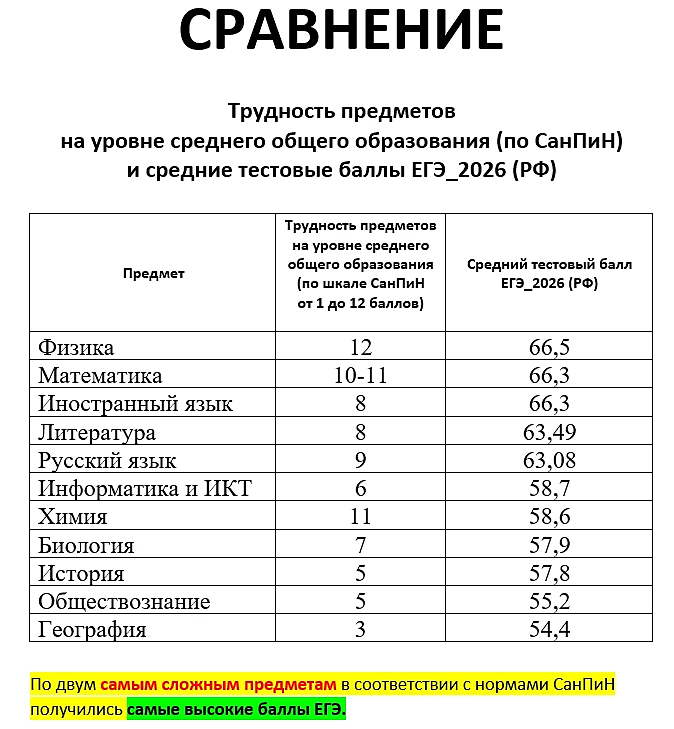 СРАВНЕНИЕ
Трудность предметов
на уровне среднего общего образования (по СанПиН)
и средние тестовые баллы ЕГЭ_2026 (РФ)
Предмет
Трудность предметов
на уровне среднего
общего образования
(по шкале СанПиН
от 1 до 12 баллов)
Средний тестовый балл
ЕГЭ_2026 (РФ)
Физика 12 66,5
Математика 10-11 66,3
Иностранный язык 8 66,3
Литература 8 63,49
Русский язык 9 63,08
Информатика и ИКТ 6 58,7
Химия 11 58,6
Биология 7 57,9
История 5 57,8
Обществознание 5 55,2
География 3 54,4
По двум самым сложным предметам в соответствии с нормами СанПиН
получились самые высокие баллы ЕГЭ.